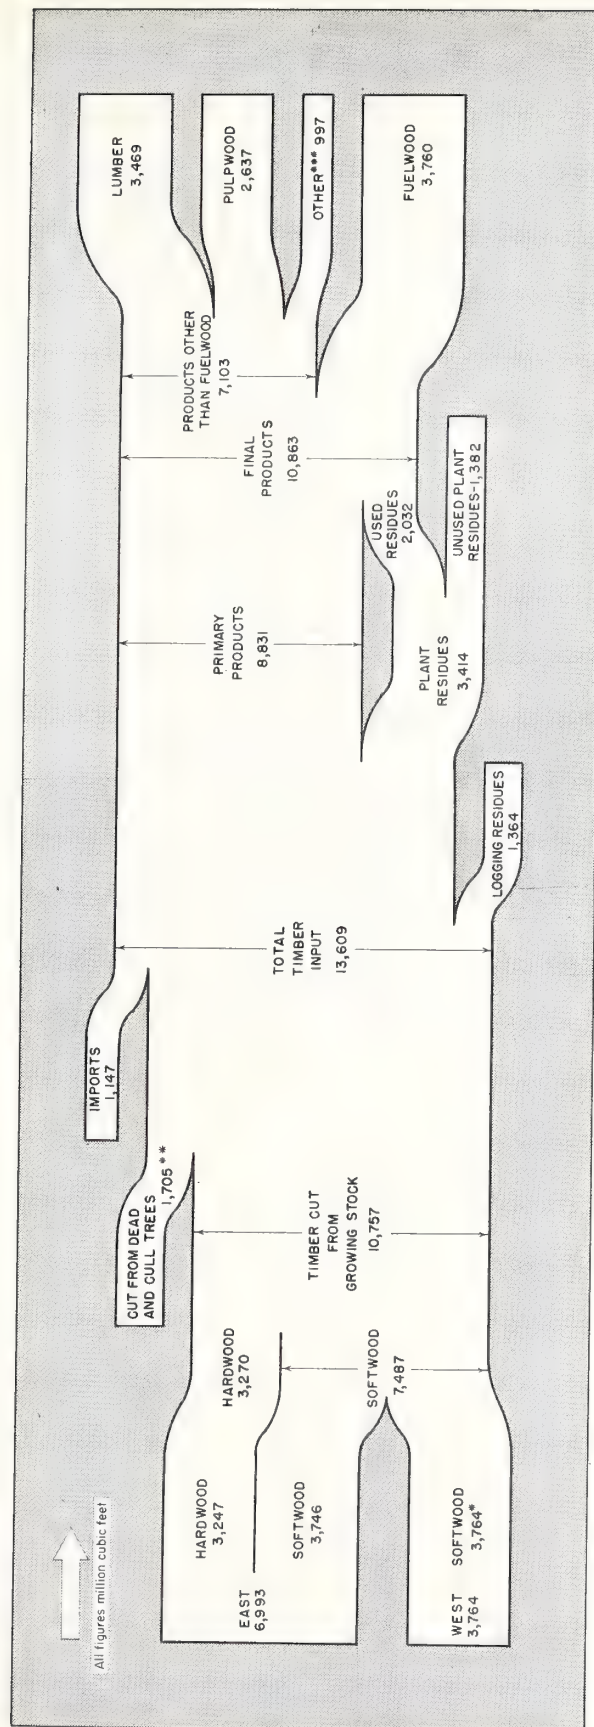 All figures million cubic feet
EAST
6,993
HARDWOOD
3,247
SOFTWOOD
3,746
WEST
3,764
SOFTWOOD
3,764*
HARDWOOD
3,270
SOFTWOOD
7,487
CUT FROM DEAD
AND CULL TREES
1,705**
TIMBER CUT
FROM
GROWING STOCK
10,757
IMPORTS
1,147
TOTAL
TIMBER
INPUT
13,609
LOGGING RESIDUES
1,364
PRIMARY
PRODUCTS
8,831
PLANT
RESIDUES
3,414
USED
RESIDUES
2,032
UNUSED PLANT
RESIDUES-1,382
FINAL
PRODUCTS
10,863
PRODUCTS OTHER
THAN FUELWOOD
7,103
LUMBER
3,469
PULPWOOD
2,637
OTHER*** 997
FUELWOOD
3,760